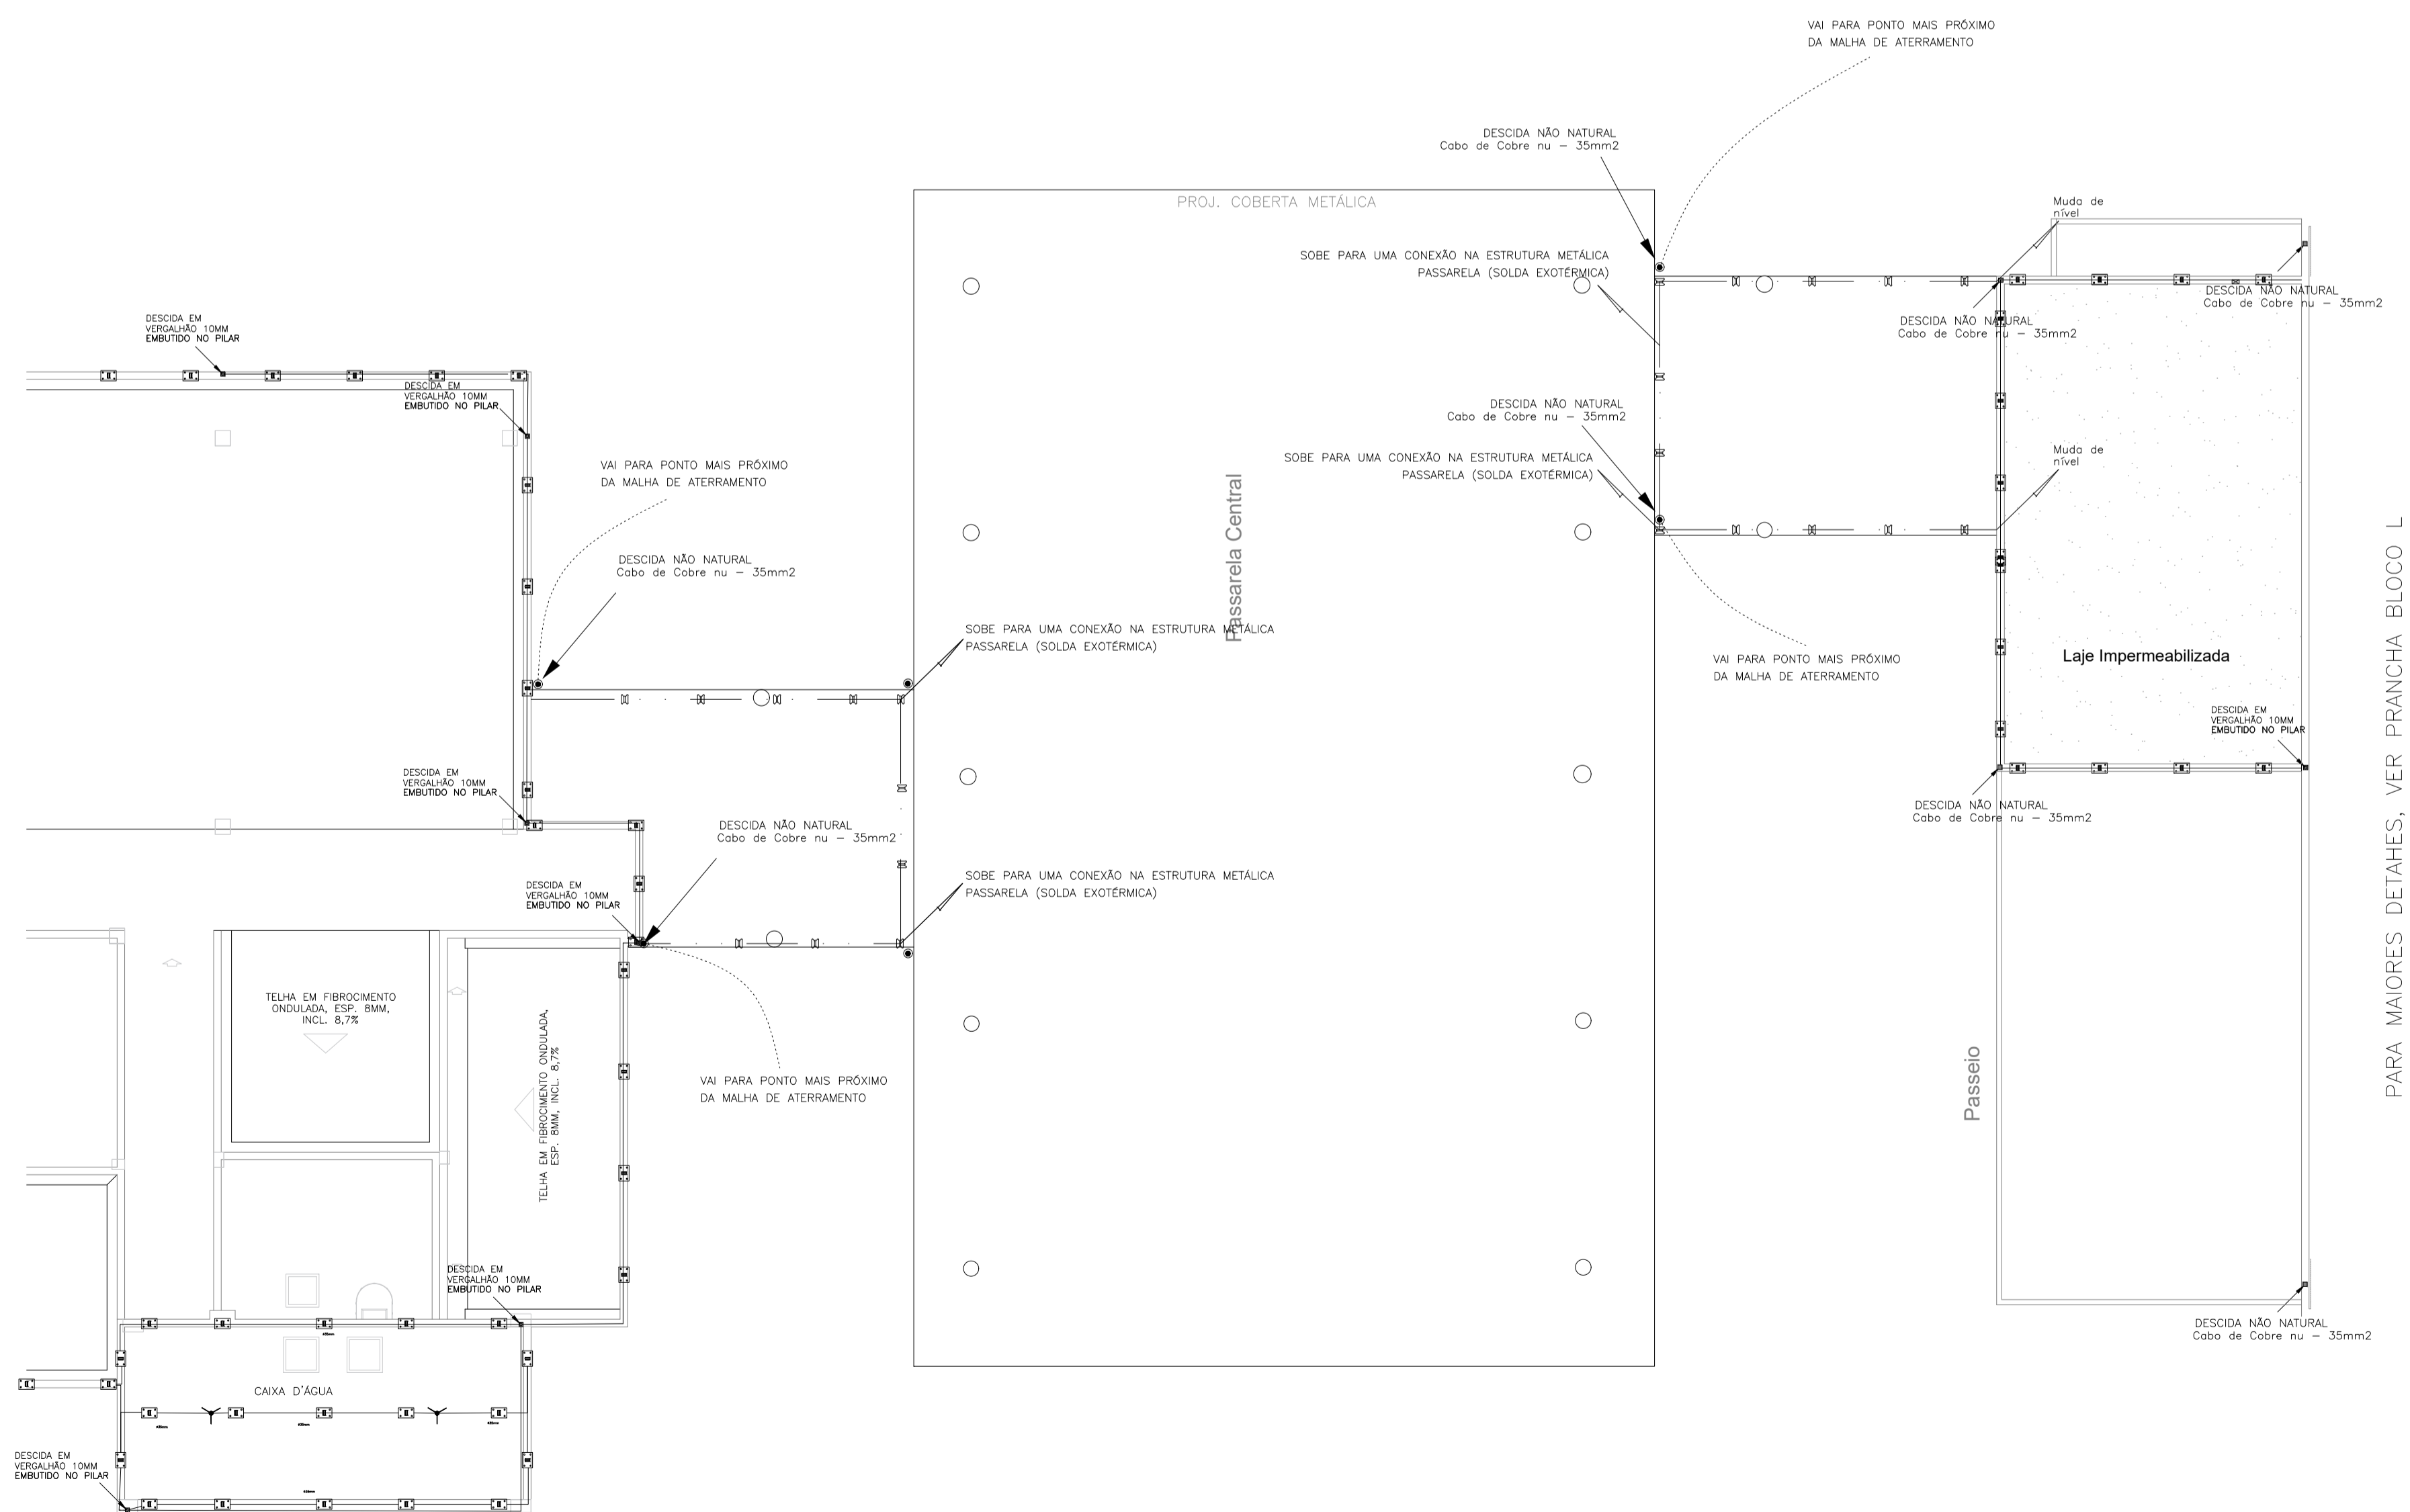 VAI PARA PONTO MAIS PRÓXIMO
DA MALHA DE ATERRAMENTO
DESCIDA NÃO NATURAL
Cabo de Cobre nu – 35mm2
PROJ. COBERTA METÁLICA
Muda de
nível
SOBE PARA UMA CONEXÃO NA ESTRUTURA METÁLICA
PASSARELA (SOLDA EXOTÉRMICA)
DESCIDA NÃO NATURAL
Cabo de Cobre nu – 35mm2
DESCIDA NÃO NATURAL
Cabo de Cobre nu – 35mm2
DESCIDA EM
VERGALHÃO 10MM
EMBUTIDO NO PILAR
DESCIDA EM
VERGALHÃO 10MM
EMBUTIDO NO PILAR
DESCIDA NÃO NATURAL
Cabo de Cobre nu – 35mm2
SOBE PARA UMA CONEXÃO NA ESTRUTURA METÁLICA
PASSARELA (SOLDA EXOTÉRMICA)
Muda de
nível
VAI PARA PONTO MAIS PRÓXIMO
DA MALHA DE ATERRAMENTO
Passarela Central
DESCIDA NÃO NATURAL
Cabo de Cobre nu – 35mm2
SOBE PARA UMA CONEXÃO NA ESTRUTURA METÁLICA
PASSARELA (SOLDA EXOTÉRMICA)
VAI PARA PONTO MAIS PRÓXIMO
DA MALHA DE ATERRAMENTO
Laje Impermeabilizada
PARA MAIORES DETAHES, VER PRANCHA BLOCO L
DESCIDA EM
VERGALHÃO 10MM
EMBUTIDO NO PILAR
DESCIDA EM
VERGALHÃO 10MM
EMBUTIDO NO PILAR
DESCIDA NÃO NATURAL
Cabo de Cobre nu – 35mm2
DESCIDA NÃO NATURAL
Cabo de Cobre nu – 35mm2
SOBE PARA UMA CONEXÃO NA ESTRUTURA METÁLICA
PASSARELA (SOLDA EXOTÉRMICA)
DESCIDA EM
VERGALHÃO 10MM
EMBUTIDO NO PILAR
TELHA EM FIBROCIMENTO
ONDULADA, ESP. 8MM,
INCL. 8,7%
TELHA EM FIBROCIMENTO ONDULADA,
ESP. 8MM, INCL. 8,7%
VAI PARA PONTO MAIS PRÓXIMO
DA MALHA DE ATERRAMENTO
Passeio
DESCIDA EM
VERGALHÃO 10MM
EMBUTIDO NO PILAR
DESCIDA NÃO NATURAL
Cabo de Cobre nu – 35mm2
CAIXA D'ÁGUA
DESCIDA EM
VERGALHÃO 10MM
EMBUTIDO NO PILAR